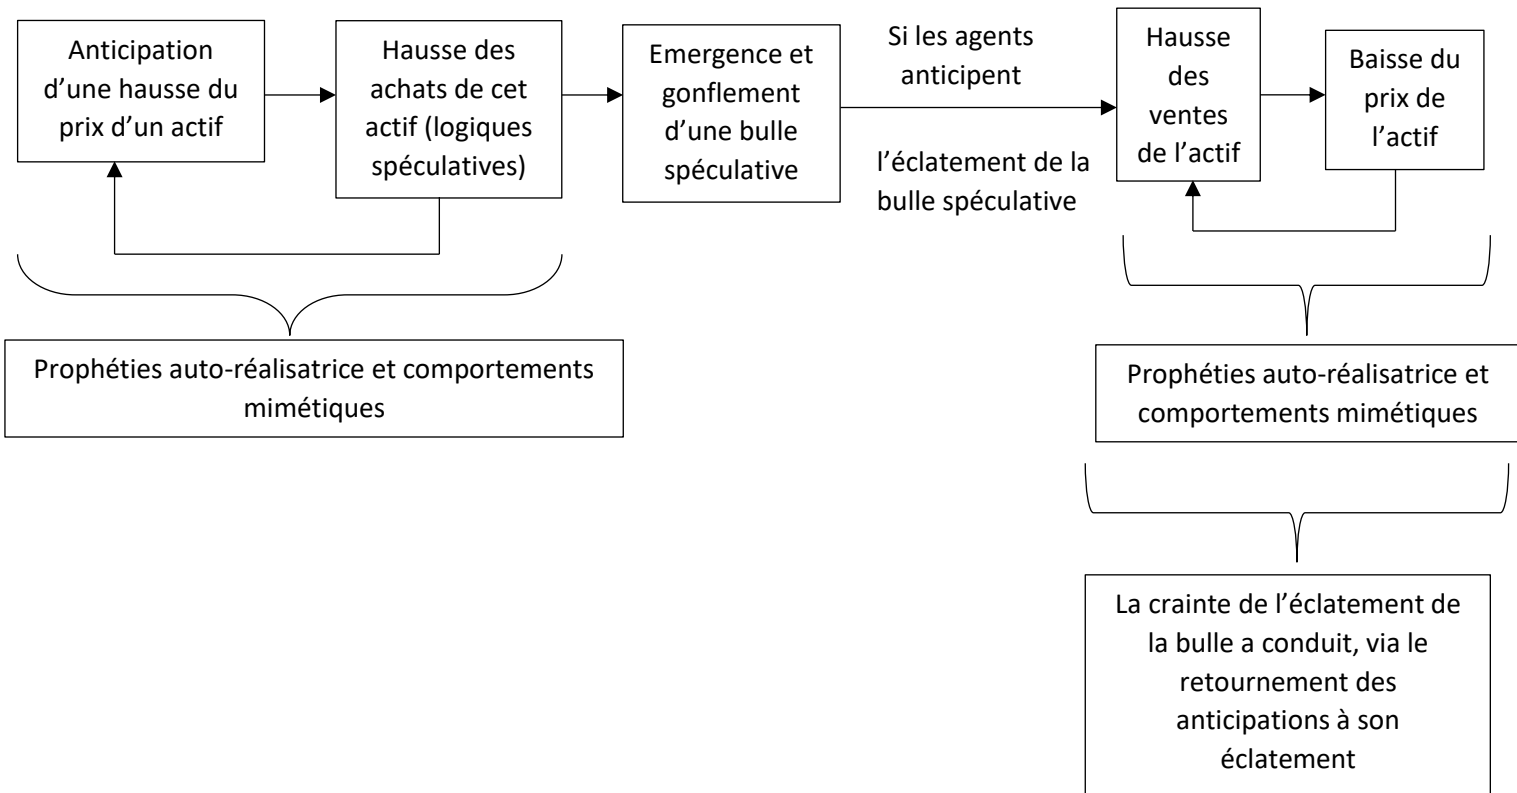 Anticipation
d’une hausse du
prix d’un actif
Hausse des
achats de cet
actif (logiques
spéculatives)
Emergence et
gonflement
d’une bulle
spéculative
Si les agents
anticipent
l’éclatement de la
bulle spéculative
Hausse
des
ventes
de l’actif
Baisse du
prix de
l’actif
Prophéties auto-réalisatrice et comportements
mimétiques
Prophéties auto-réalisatrice et
comportements mimétiques
La crainte de l’éclatement de
la bulle a conduit, via le
retournement des
anticipations à son
éclatement